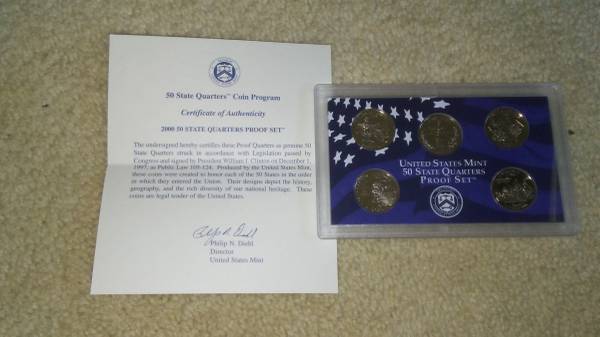 50 State Quarters™ Coin Program
Certificate of Authenticity
2000 50 STATE QUARTERS PROOF SET™
The undersigned hereby certifies these Proof Quarters as genuine 50
State Quarters struck in accordance with Legislation passed by
Congress and signed by President William J. Clinton on December 1,
1997, as Public Law 105-124. Produced by the United States Mint,
these coins were created to honor each of the 50 States in the order
in which they entered the Union. Their designs depict the history,
geography, and the rich diversity of our national heritage. These
coins are legal tender of the United States.
Philip N. Diehl
Director
United States Mint
UNITED STATES MINT
50 STATE QUARTERS
PROOF SET™